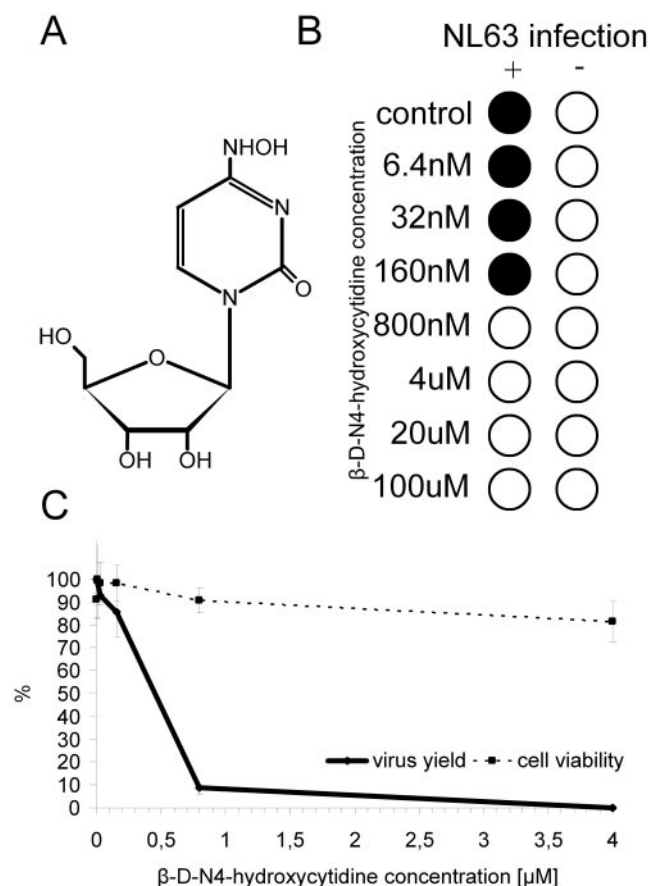 A
NHOH
N
N
O
HO
O
OH
OH
B
NL63 infection
+ -
β-D-N4-hydroxycytidine concentration
control
6.4nM
32nM
160nM
800nM
4uM
20uM
100uM
C
%
100
90
80
70
60
50
40
30
20
10
0
virus yield
cell viability
0 0,5 1 1,5 2 2,5 3 3,5 4
β-D-N4-hydroxycytidine concentration [μM]